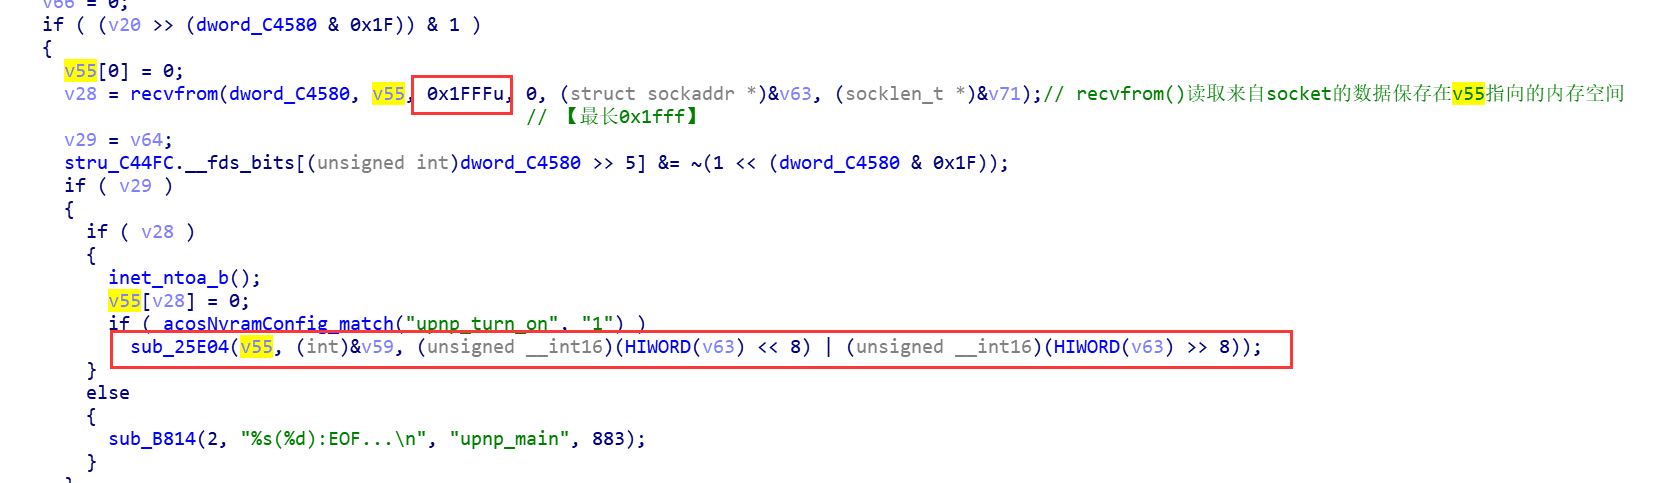 v66 = 0;
if ( (v20 >> (dword_C4580 & 0x1F)) & 1 )
{
v55[0] = 0;
v28 = recvfrom(dword_C4580, v55, 0x1FFFu, 0, (struct sockaddr *)&v63, (socklen_t *)&v71);// recvfrom()读取来自socket的数据保存在v55指向的内存空间
// 【最长0x1fff】
v29 = v64;
stru_C44FC.__fds_bits[(unsigned int)dword_C4580 >> 5] &= ~(1 << (dword_C4580 & 0x1F));
if ( v29 )
{
if ( v28 )
{
inet_ntoa_b();
v55[v28] = 0;
if ( acosNvramConfig_match("upnp_turn_on", "1") )
sub_25E04(v55, (int)&v59, (unsigned __int16)(HIWORD(v63) << 8) | (unsigned __int16)(HIWORD(v63) >> 8));
}
else
{
sub_B814(2, "%s(%d):EOF...\n", "upnp_main", 883);
}
}